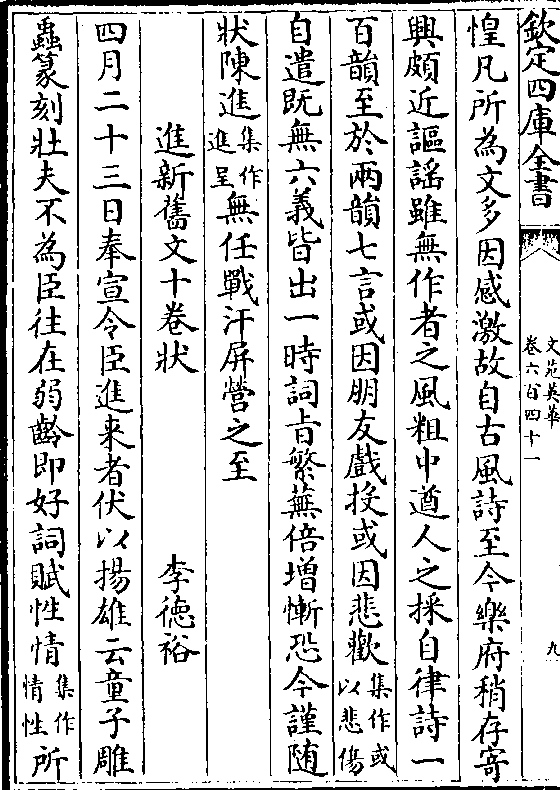 欽定四庫全書
文苑英華
卷六百四十一
九
惶凡所為文多因感激故自古風詩至今樂府稍存寄
興頗近謳謡雖無作者之風粗中遒人之採自律詩一
百韻至於兩韻七言或因朋友戲投或因悲歡集作或以悲傷
自遣既無六義皆出一時詞旨繁蕪倍增慚恐今謹随
狀陳進集作進呈無任戰汗屏營之至
進新舊文十卷狀 李德裕
四月二十三日奉宣令臣進来者伏以揚雄云童子雕
蟲篆刻壯夫不為臣往在弱齡即好詞賦性情集作情性所